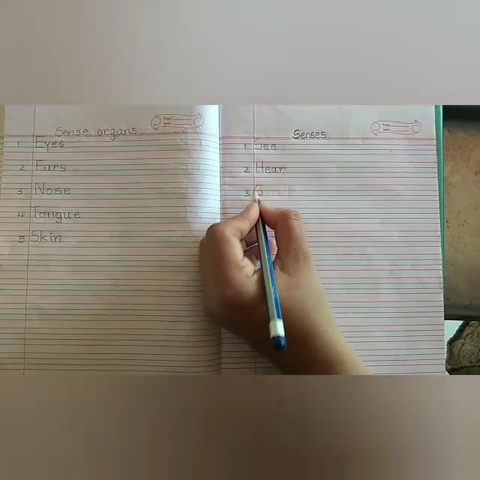 Sense organs
1 Eyes
2 Ears
3 Nose
4 Tongue
5 Skin
Senses
1 See
2 Hear
3